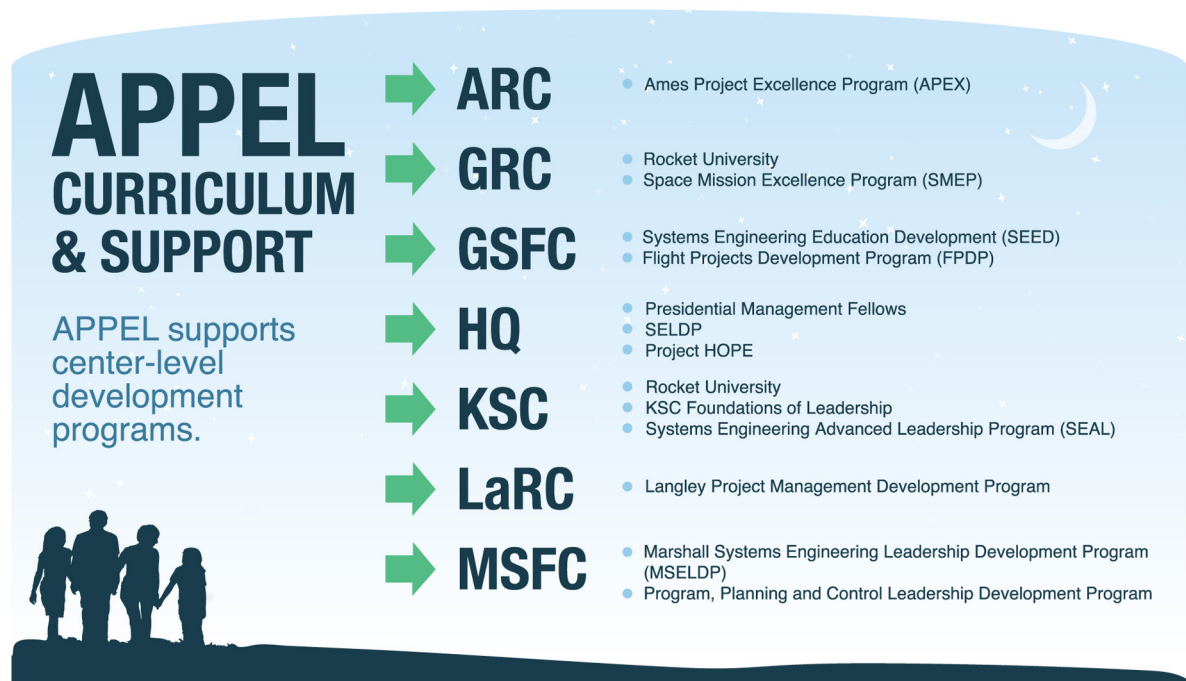 APPEL
CURRICULUM
& SUPPORT
APPEL supports
center-level
development
programs.
ARC
Ames Project Excellence Program (APEX)
GRC
Rocket University
Space Mission Excellence Program (SMEP)
GSFC
Systems Engineering Education Development (SEED)
Flight Projects Development Program (FPDP)
HQ
Presidential Management Fellows
SELDP
Project HOPE
KSC
Rocket University
KSC Foundations of Leadership
Systems Engineering Advanced Leadership Program (SEAL)
LaRC
Langley Project Management Development Program
MSFC
Marshall Systems Engineering Leadership Development Program
(MSELDP)
Program, Planning and Control Leadership Development Program